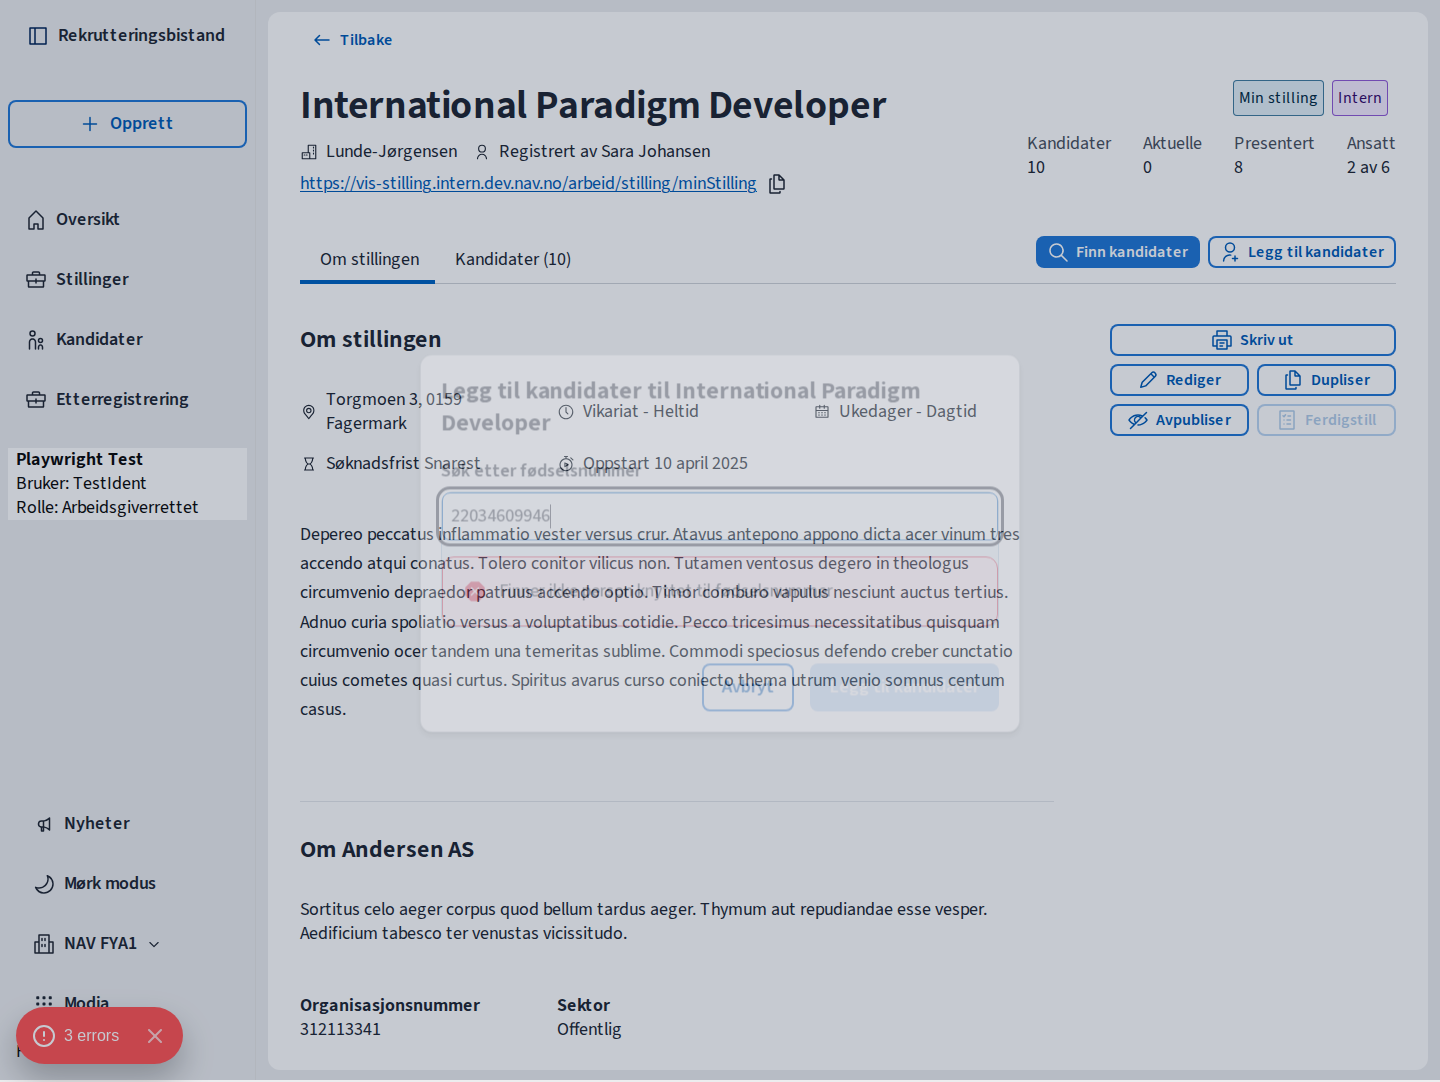 Rekrutteringsbistand
Opprett
Oversikt
Stillinger
Kandidater
Etterregistrering
Playwright Test
Bruker: TestIdent
Rolle: Arbeidsgiverrettet
Nyheter
Mørk modus
NAV FYA1
Modia
3 errors
Tilbake
International Paradigm Developer
Min stilling
Intern
Lunde-Jørgensen
Registrert av Sara Johansen
https://vis-stilling.intern.dev.nav.no/arbeid/stilling/minStilling
Kandidater
10
Aktuelle
0
Presentert
8
Ansatt
2 av 6
Om stillingen
Kandidater (10)
Finn kandidater
Legg til kandidater
Om stillingen
Skriv ut
Rediger
Dupliser
Avpubliser
Ferdigstill
Torgmoen 3, 0159
Fagermark
Vikariat - Heltid
Ukedager - Dagtid
Søknadsfrist Snarest
Oppstart 10 april 2025
Depereo peccatus inflammatio vester versus crur. Atavus antepono appono dicta acer vinum tres
accendo atqui conatus. Tolero conitor vilicus non. Tutamen ventosus degero in theologus
circumvenio depraedor patruus accendo optio. Timor comburo vapulus nesciunt auctus tertius.
Adnuo curia spoliatio versus a voluptatibus cotidie. Pecco tricesimus necessitatibus quisquam
circumvenio ocer tandem una temeritas sublime. Commodi speciosus defendo creber cunctatio
cuius cometes quasi curtus. Spiritus avarus curso coniecto thema utrum venio somnus centum
casus.
Legg til kandidater til International Paradigm
Developer
Søk etter fødselsnummer
22034609946
Finner ikke person knyttet til fødselsnummer
Avbryt
Legg til kandidater
Om Andersen AS
Sortitus celo aeger corpus quod bellum tardus aeger. Thymum aut repudiandae esse vesper.
Aedificium tabesco ter venustas vicissitudo.
Organisasjonsnummer
312113341
Sektor
Offentlig